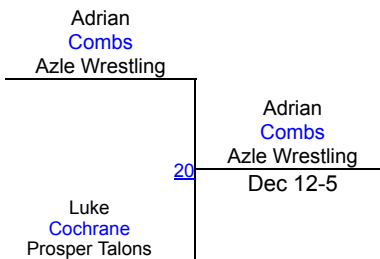 Adrian
Combs
Azle Wrestling
Adrian
Combs
Azle Wrestling
20
Dec 12-5
Luke
Cochrane
Prosper Talons